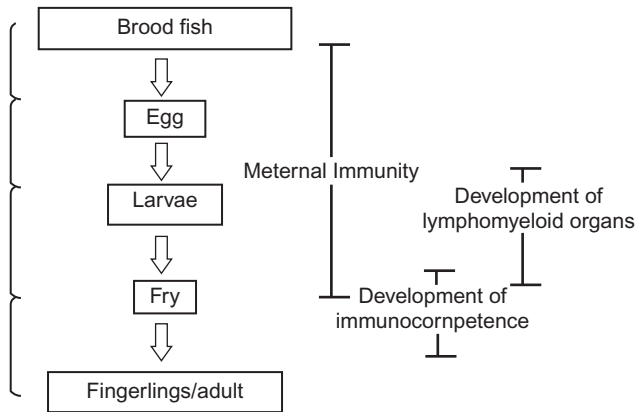 Brood fish
Egg
Larvae
Fry
Fingerlings/adult
Meternal Immunity
Development of
lymphomyeloid organs
Development of
immunocornpetence